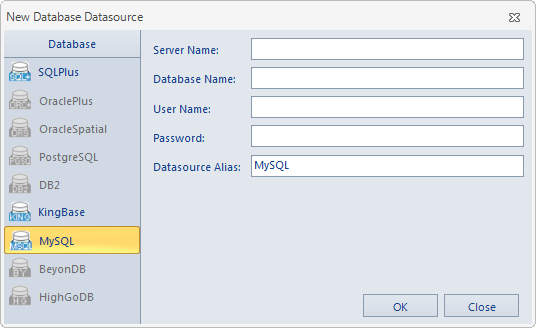 New Database Datasource
Database
SQLPlus
OraclePlus
OracleSpatial
PostgreSQL
DB2
KingBase
MySQL
BeyonDB
HighGoDB
Server Name:
Database Name:
User Name:
Password:
Datasource Alias: MySQL
OK Close